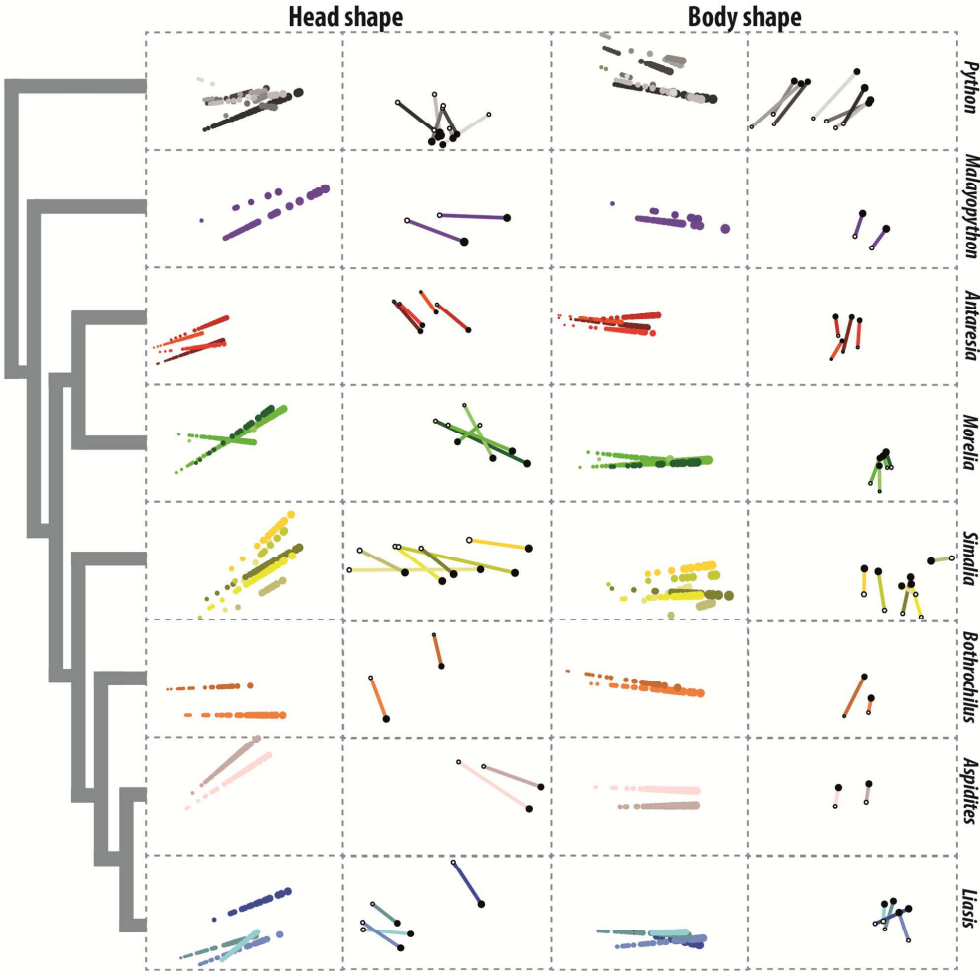 Head shape
Body shape
Python
Malayopython
Antaresia
Morelia
Simalia
Bothrochilus
Aspidites
Liasis